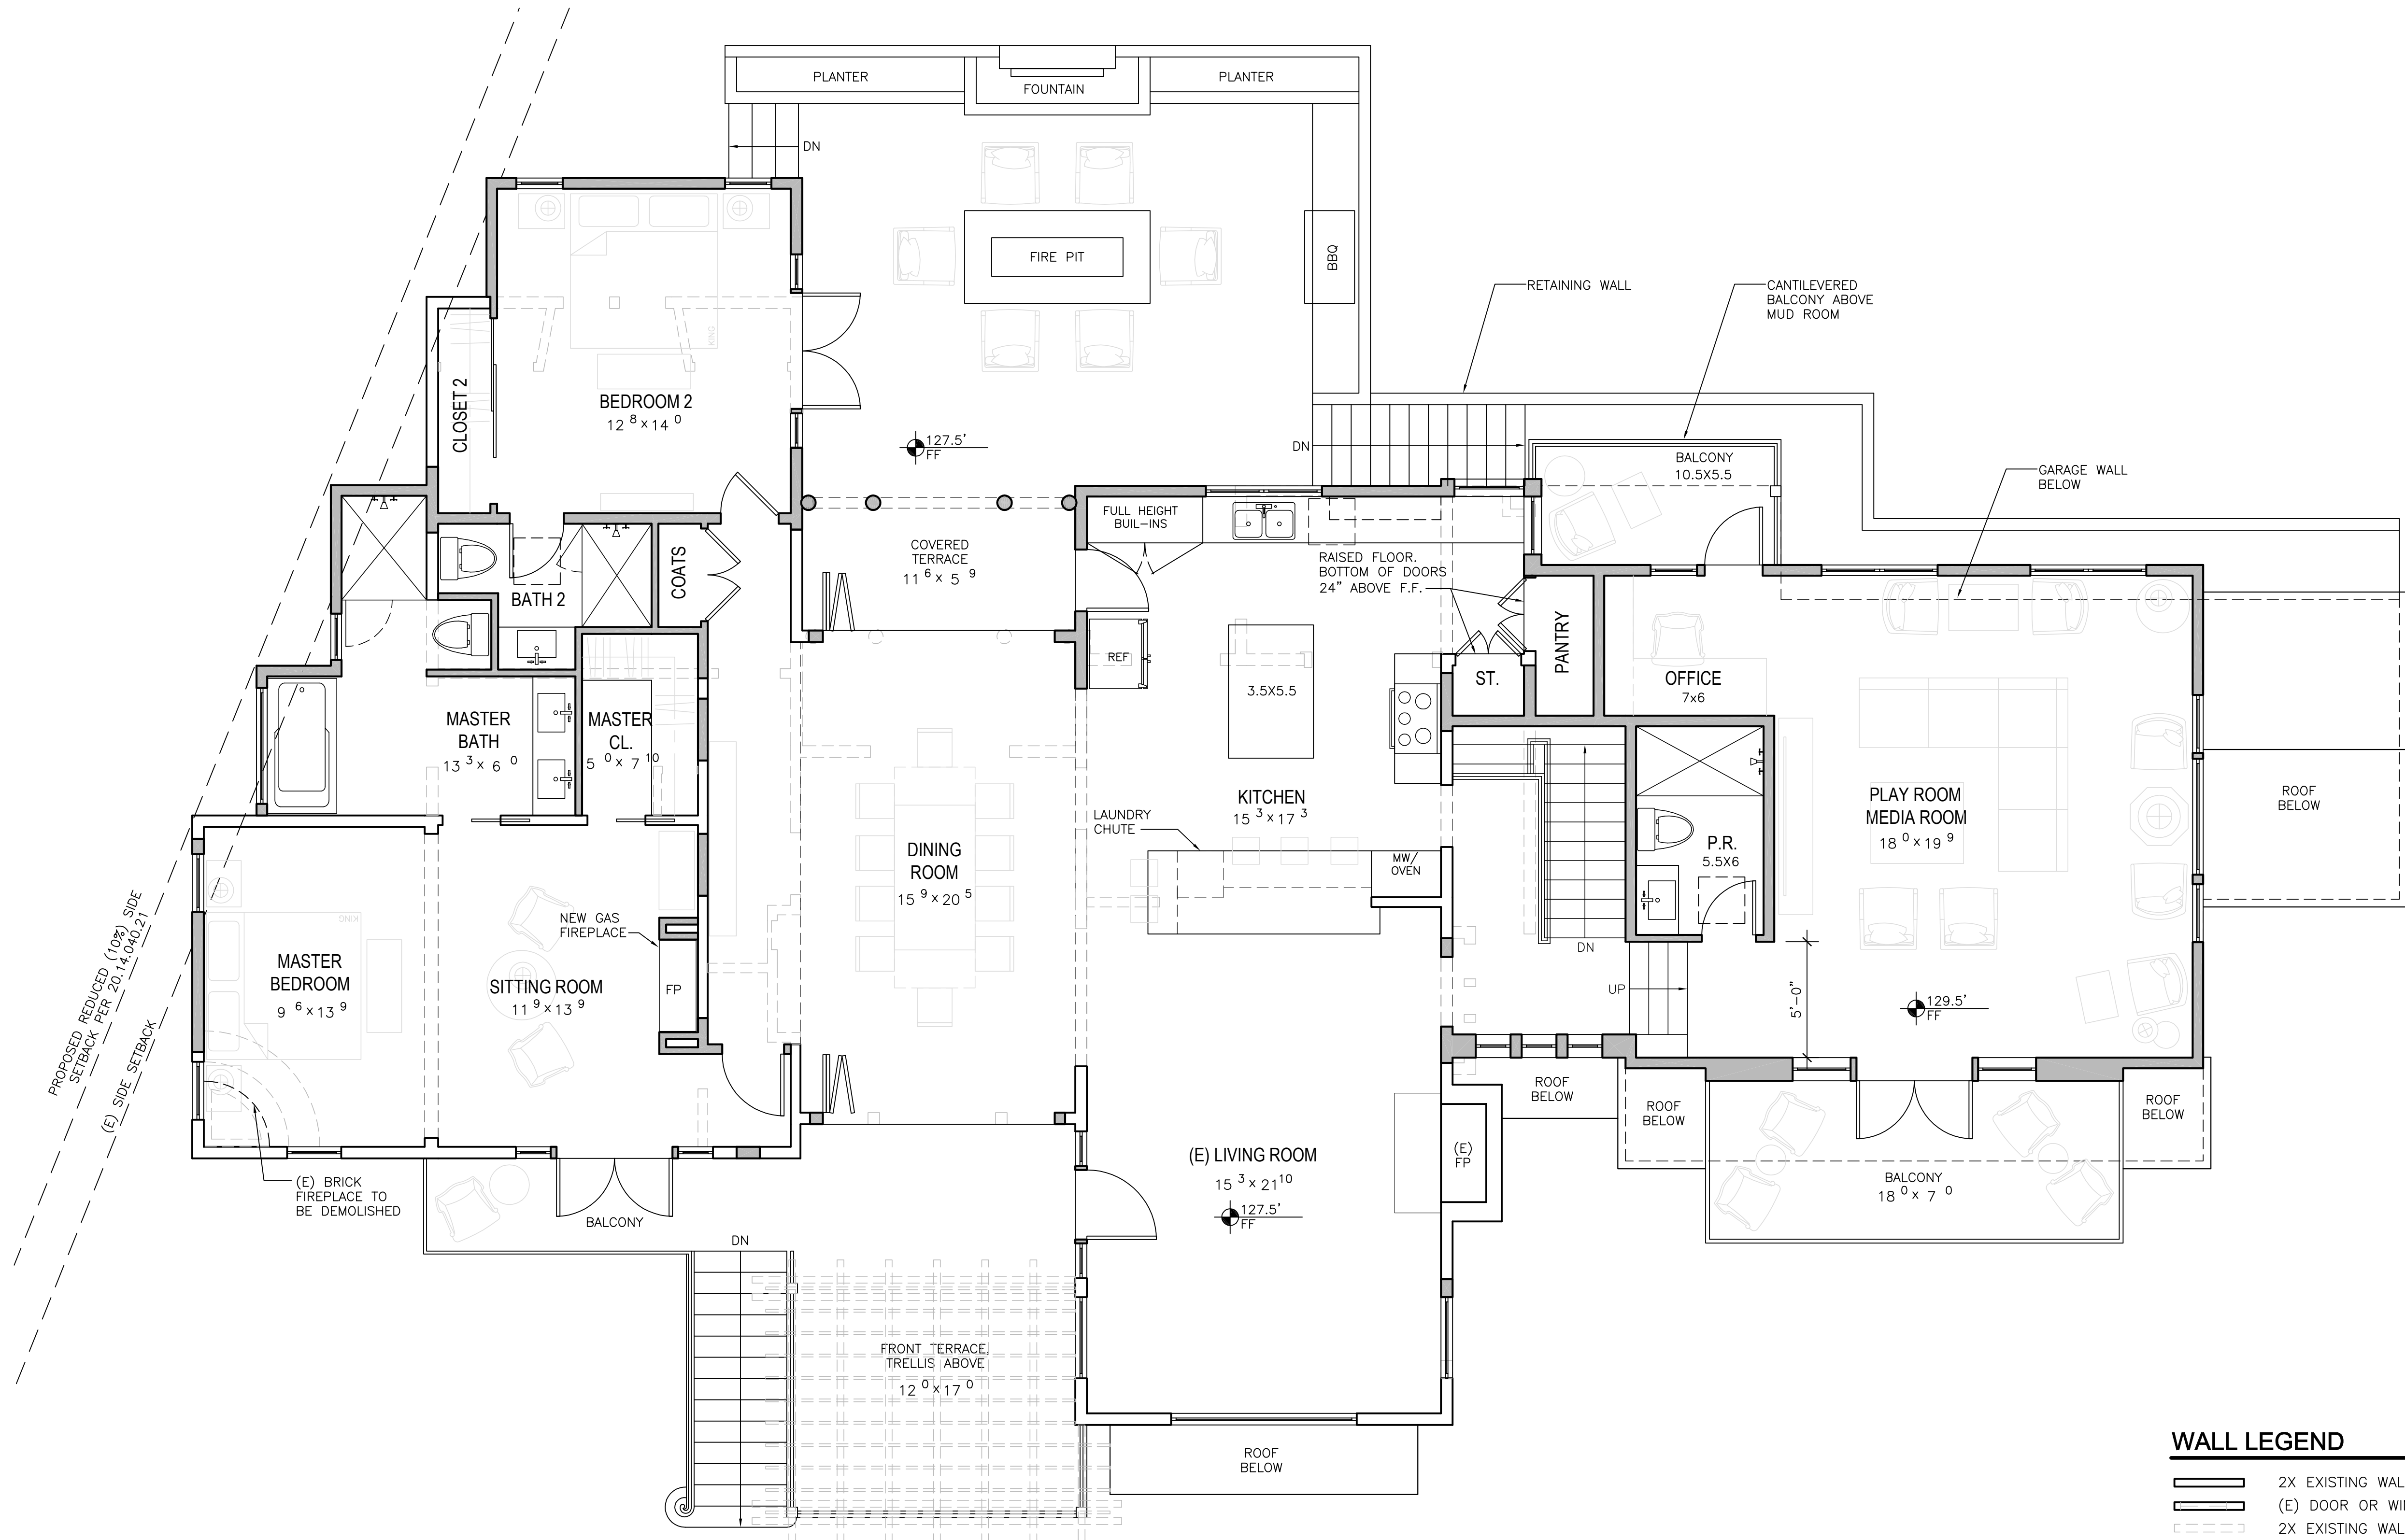 PLANTER
FOUNTAIN
PLANTER
DN
FIRE PIT
BBQ
RETAINING WALL
CANTILEVERED
BALCONY ABOVE
MUD ROOM
KING
CLOSET 2
BEDROOM 2
12 8 x 14 0
127.5'
FF
DN
BALCONY
10.5X5.5
GARAGE WALL
BELOW
FULL HEIGHT
BUIL-INS
COVERED
TERRACE
11 6 x 5 9
RAISED FLOOR.
BOTTOM OF DOORS
24" ABOVE F.F.
COATS
BATH 2
PANTRY
REF
ST.
OFFICE
7x6
3.5X5.5
MASTER
BATH
13 3 x 6 0
MASTER
CL.
5 0 x 7 10
KITCHEN
15 3 x 17 3
PLAY ROOM
MEDIA ROOM
18 0 x 19 9
ROOF
BELOW
LAUNDRY
CHUTE
P.R.
5.5X6
MW/
OVEN
DINING
ROOM
15 9 x 20 5
NEW GAS
FIREPLACE
KING
MASTER
BEDROOM
9 6 x 13 9
SITTING ROOM
11 9 x 13 9
FP
DN
UP
5'-0"
129.5'
FF
PROPOSED REDUCED (10%) SIDE
SETBACK PER 20.14.040.21
(E) SIDE SETBACK
ROOF
BELOW
ROOF
BELOW
ROOF
BELOW
(E) LIVING ROOM
15 3 x 21 10
127.5'
FF
(E)
FP
BALCONY
18 0 x 7 0
(E) BRICK
FIREPLACE TO
BE DEMOLISHED
BALCONY
DN
FRONT TERRACE,
TRELLIS ABOVE
12 0 x 17 0
ROOF
BELOW
WALL LEGEND
2X EXISTING WAL
(E) DOOR OR WI
2X EXISTING WAL